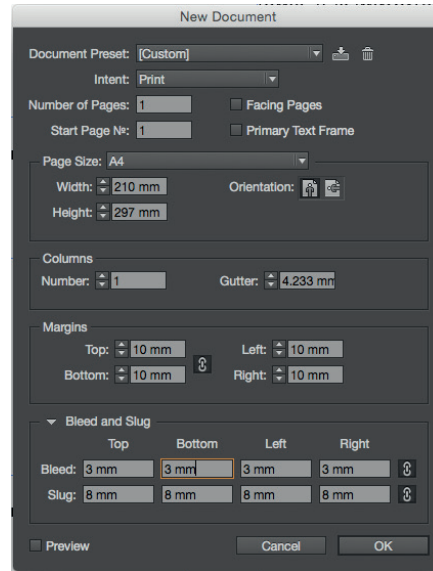 New Document
Document Preset: [Custom]
Intent: Print
Number of Pages: 1 Facing Pages
Start Page №: 1 Primary Text Frame
Page Size: A4
Width: 210 mm Orientation:
Height: 297 mm
Columns
Number: 1 Gutter: 4.233 mm
Margins
Top: 10 mm Left: 10 mm
Bottom: 10 mm Right: 10 mm
Bleed and Slug
Top Bottom Left Right
Bleed: 3 mm 3 mm 3 mm 3 mm
Slug: 8 mm 8 mm 8 mm 8 mm
Preview Cancel OK